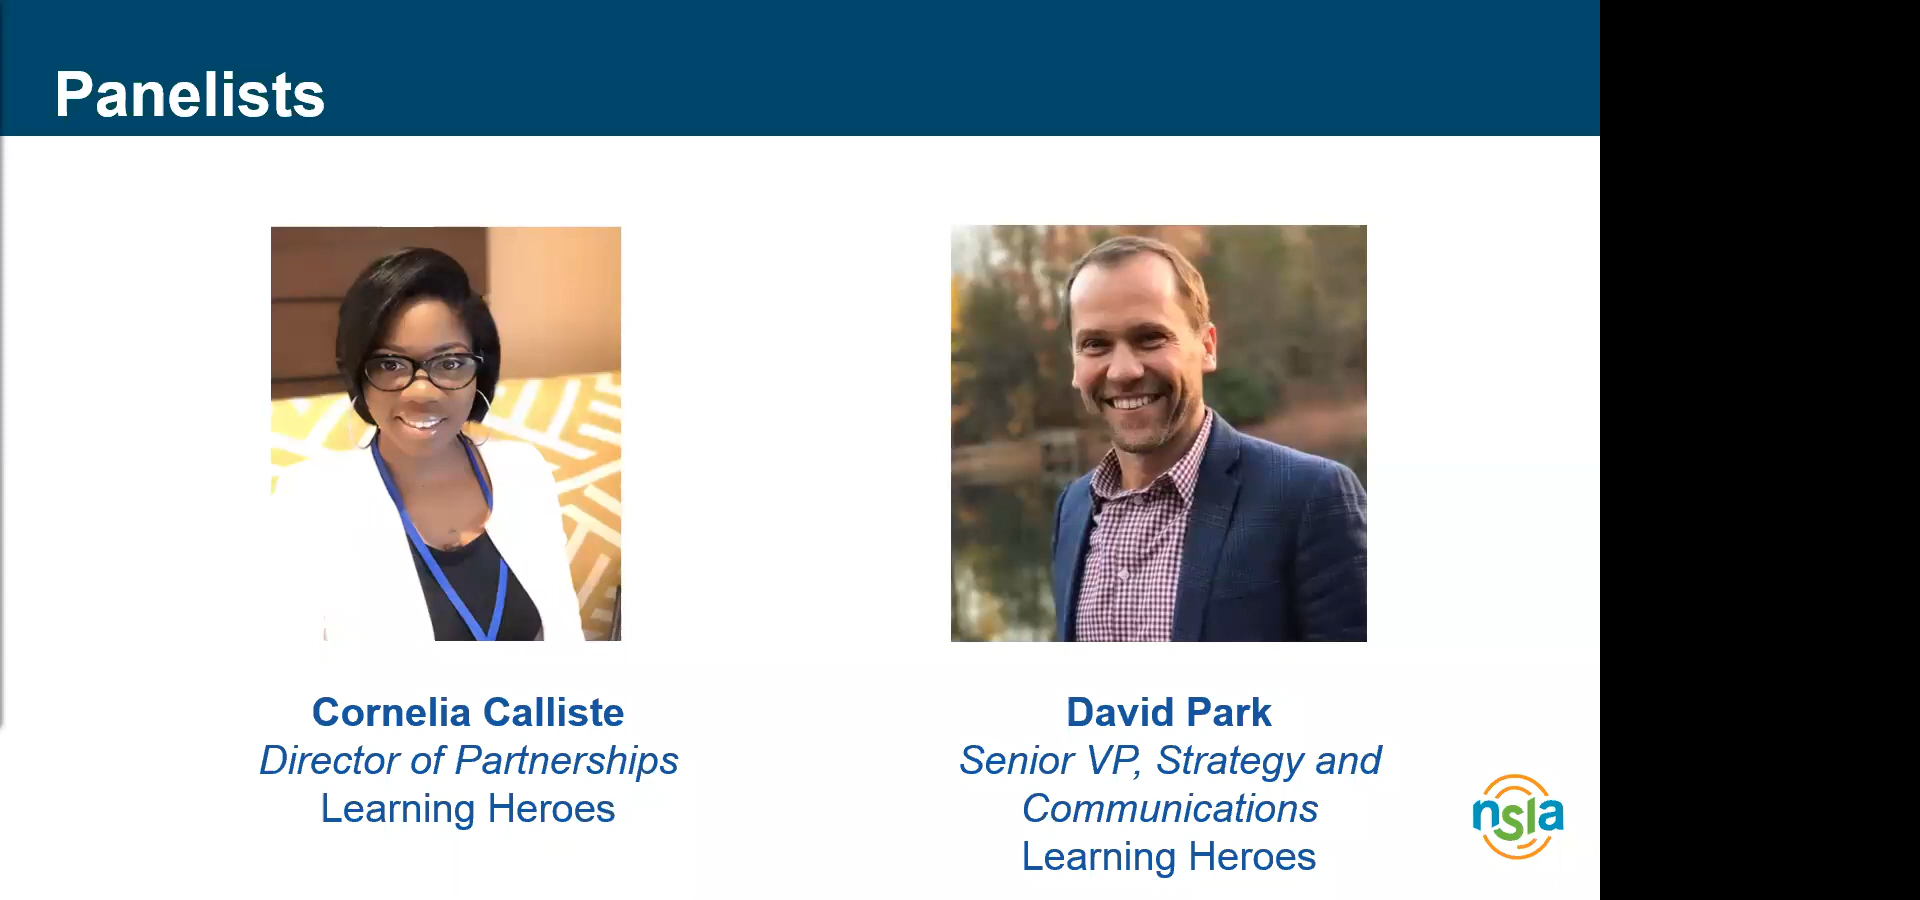 Panelists
Cornelia Calliste
Director of Partnerships
Learning Heroes
David Park
Senior VP, Strategy and
Communications
Learning Heroes
nsla